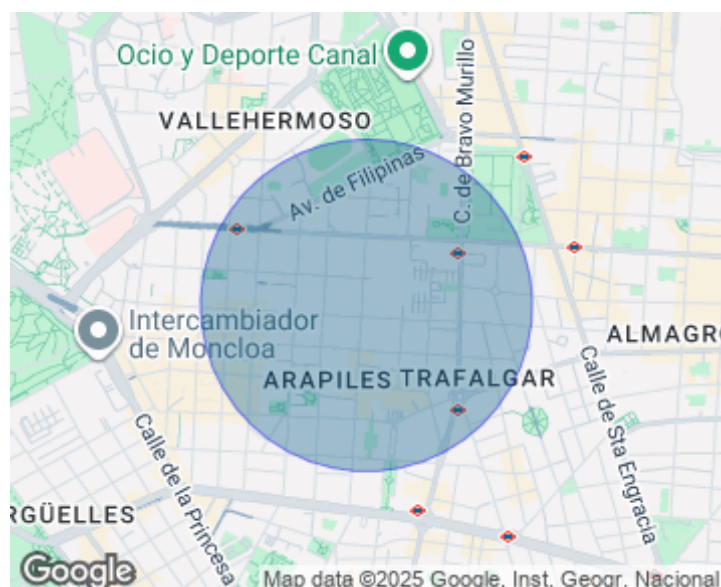 Ocio y Deporte Canal
C. de Bravo Murillo
VALLEHERMOSO
Av. de Filipinas
Intercambiador
de Moncloa
ALMAGRO
ARAPILES
TRAFALGAR
Calle de Sta Engracia
Calle de la Princesa
RGÜELLES
Google
Map data ©2025 Google, Inst. Geogr. Nacional